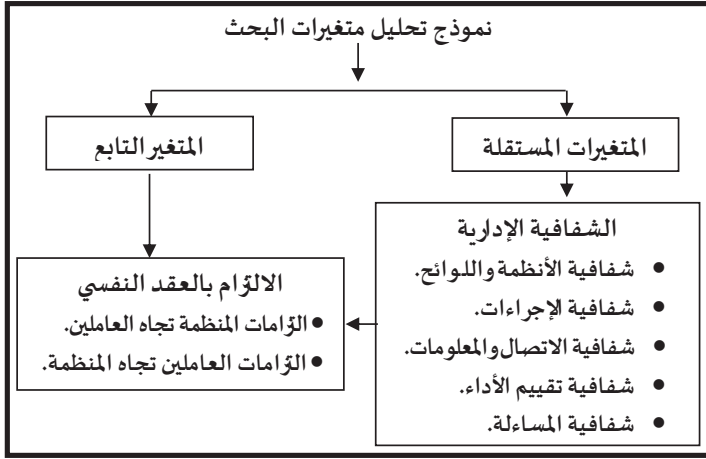 نموذج تحليل متغيرات البحث
المتغيرات المستقلة
المتغير التابع
الشفافية الإدارية
● شفافية الأنظمة واللوائح.
● شفافية الإجراءات.
● شفافية الاتصال والمعلومات.
● شفافية تقييم الأداء.
● شفافية المساءلة.
الالتزام بالعقد النفسي
● التزامات المنظمة تجاه العاملين.
● التزامات العاملين تجاه المنظمة.